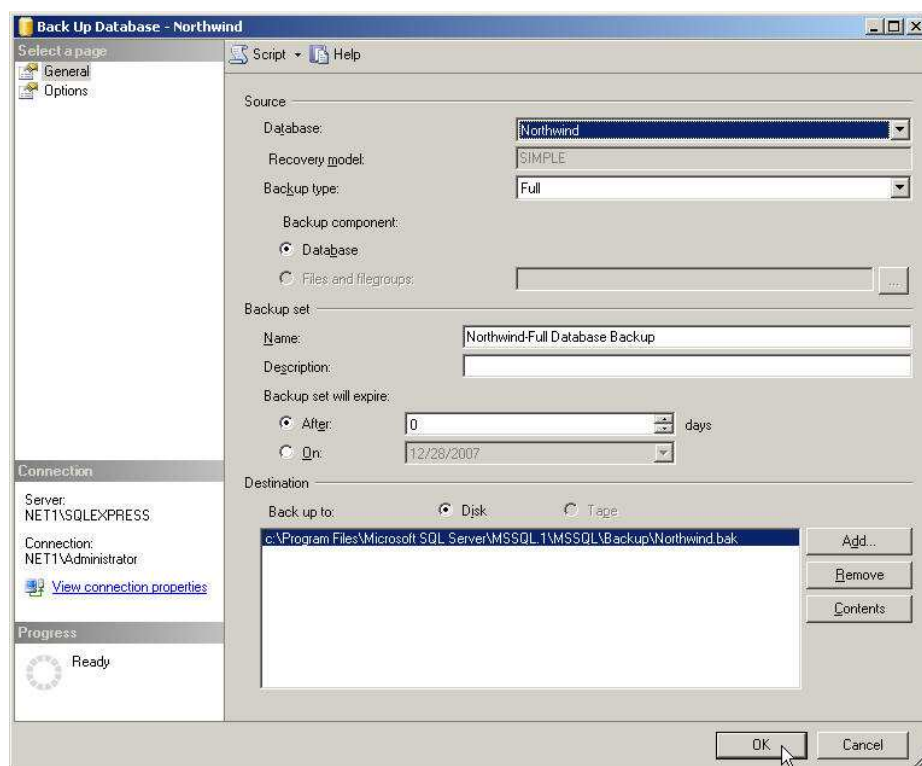 Back Up Database - Northwind
Select a page
General
Options
Script Help
Source
Database: Northwind
Recovery model: SIMPLE
Backup type: Full
Backup component:
Database
Files and filegroups: ...
Backup set
Name: Northwind-Full Database Backup
Description:
Backup set will expire:
After: 0 days
On: 12/28/2007
Destination
Back up to: Disk Tape
c:\Program Files\Microsoft SQL Server\MSSQL.1\MSSQL\Backup\Northwind.bak
Add...
Remove
Contents
Connection
Server:
NET1\SQLEXPRESS
Connection:
NET1\Administrator
View connection properties
Progress
Ready
OK Cancel